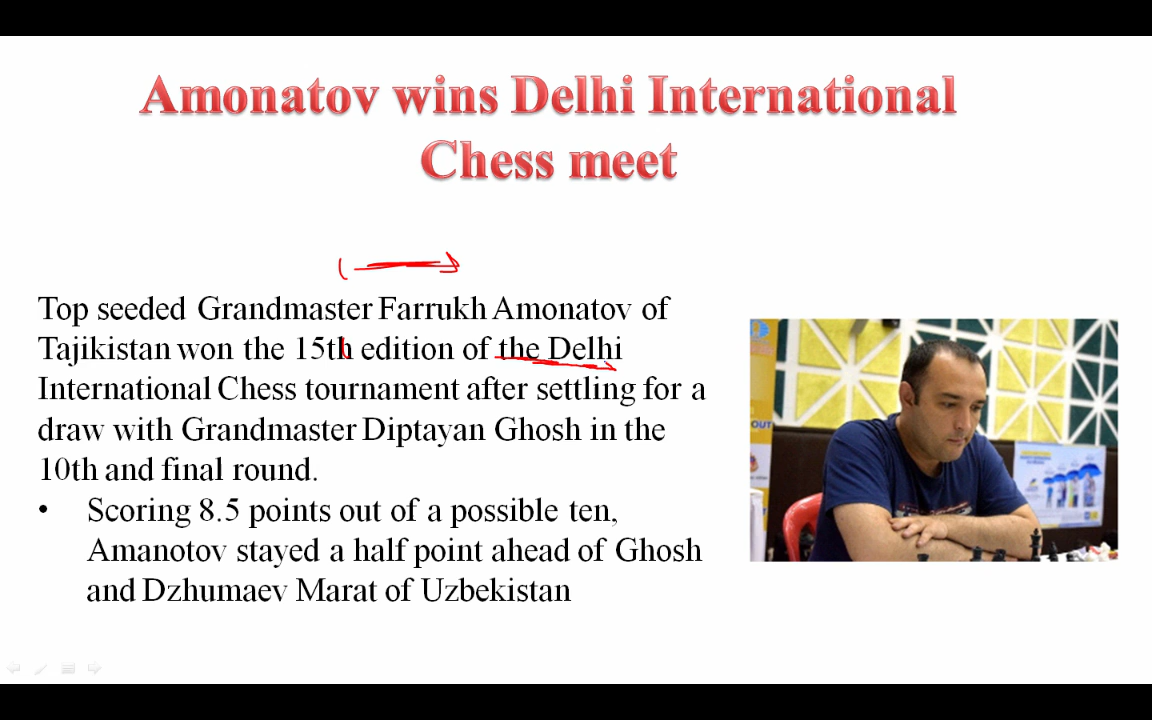 Amonatov wins Delhi International
Chess meet
Top seeded Grandmaster Farrukh Amonatov of
Tajikistan won the 15th edition of the Delhi
International Chess tournament after settling for a
draw with Grandmaster Diptayan Ghosh in the
10th and final round.
• Scoring 8.5 points out of a possible ten,
Amanotov stayed a half point ahead of Ghosh
and Dzhumaev Marat of Uzbekistan
OUT